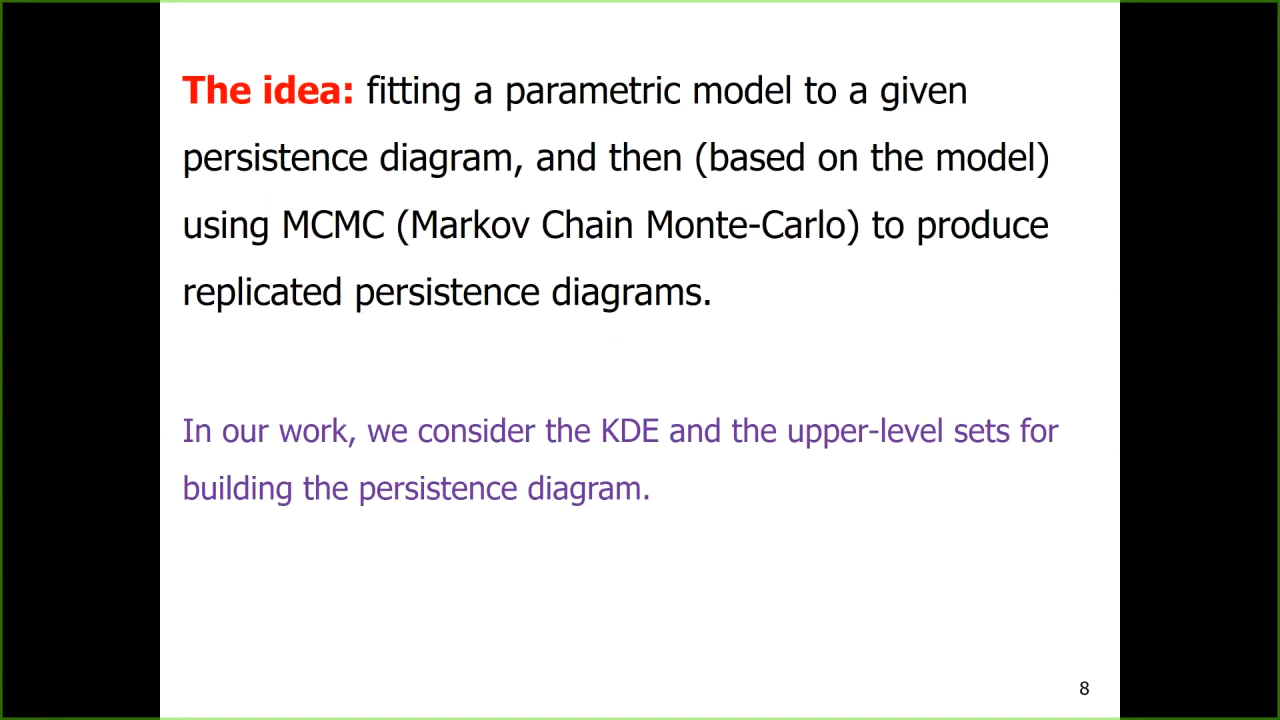 The idea: fitting a parametric model to a given
persistence diagram, and then (based on the model)
using MCMC (Markov Chain Monte-Carlo) to produce
replicated persistence diagrams.
In our work, we consider the KDE and the upper-level sets for
building the persistence diagram.
8